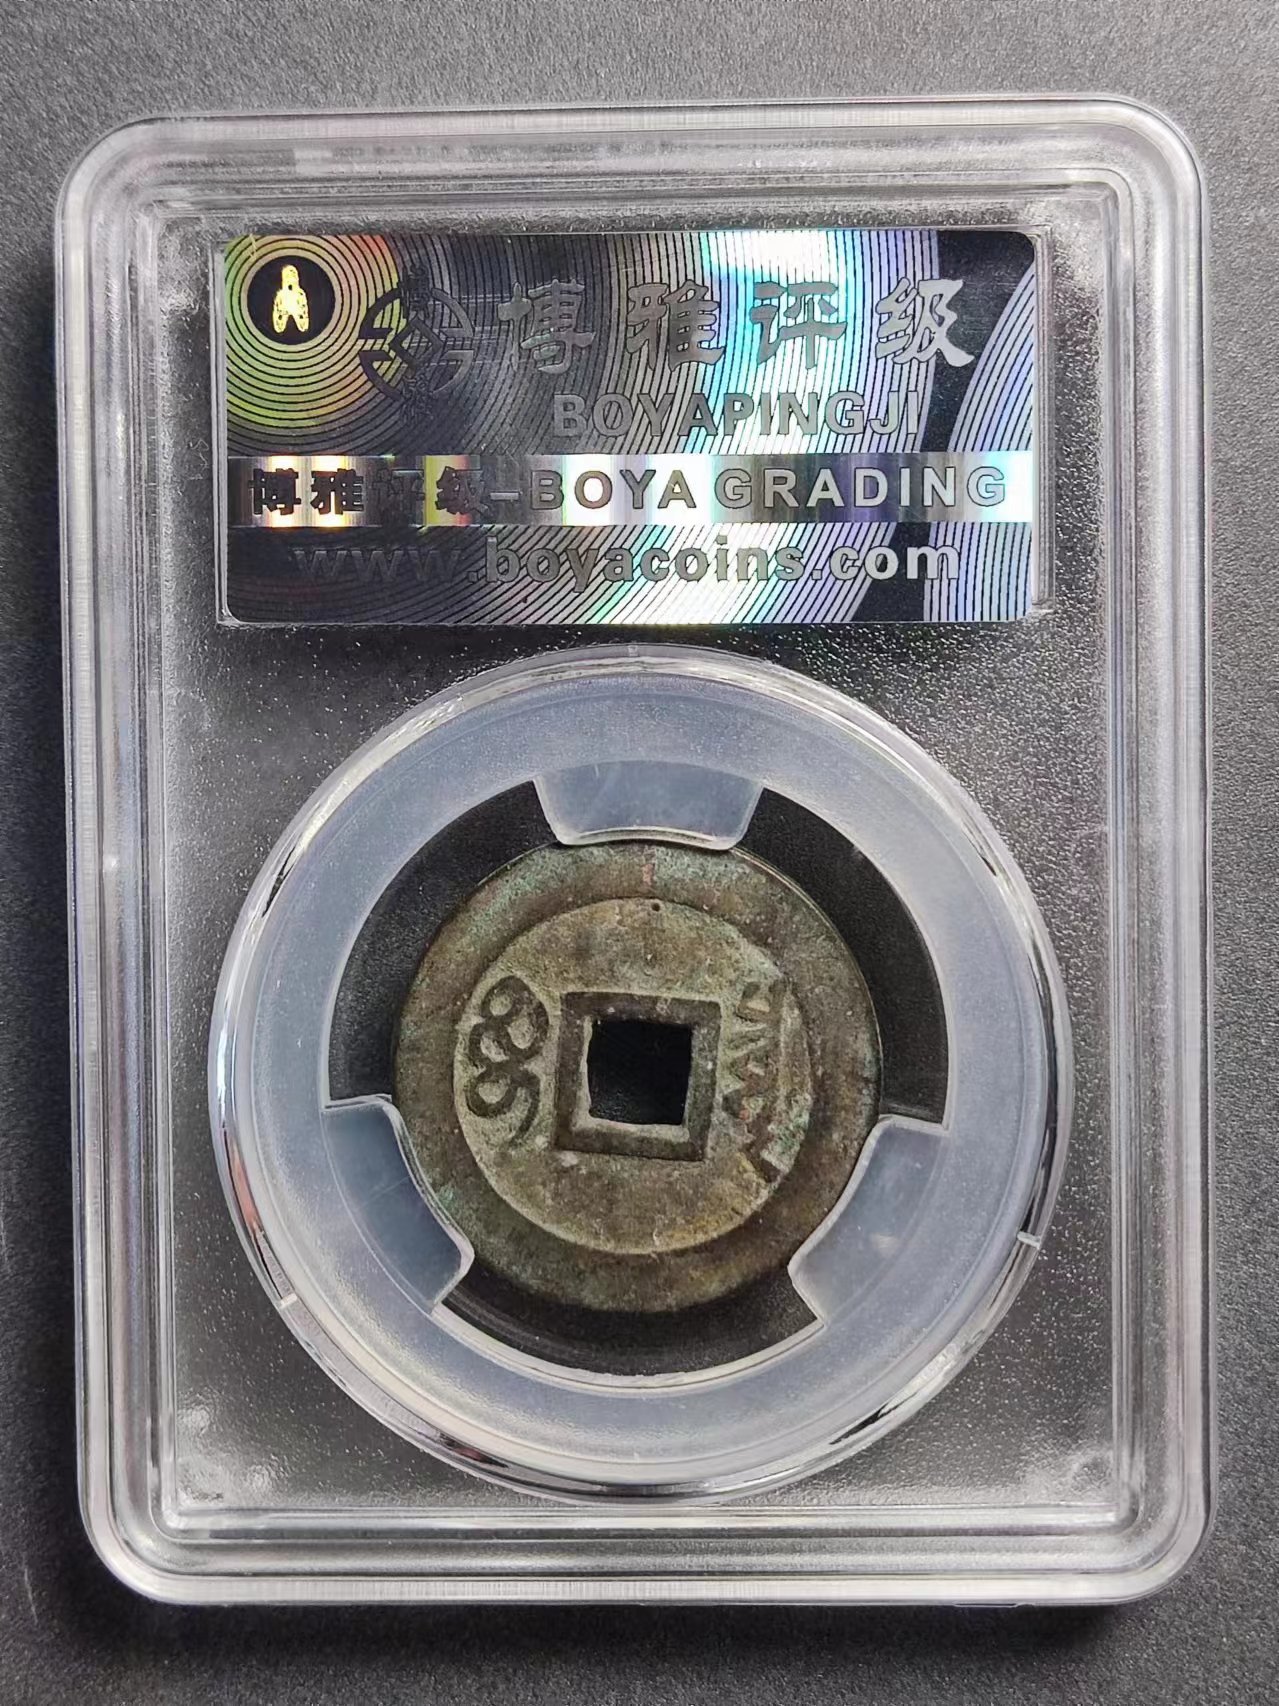 博雅评级
BOYAPINGJI
博雅评级-BOYA GRADING
www.boyacoins.com